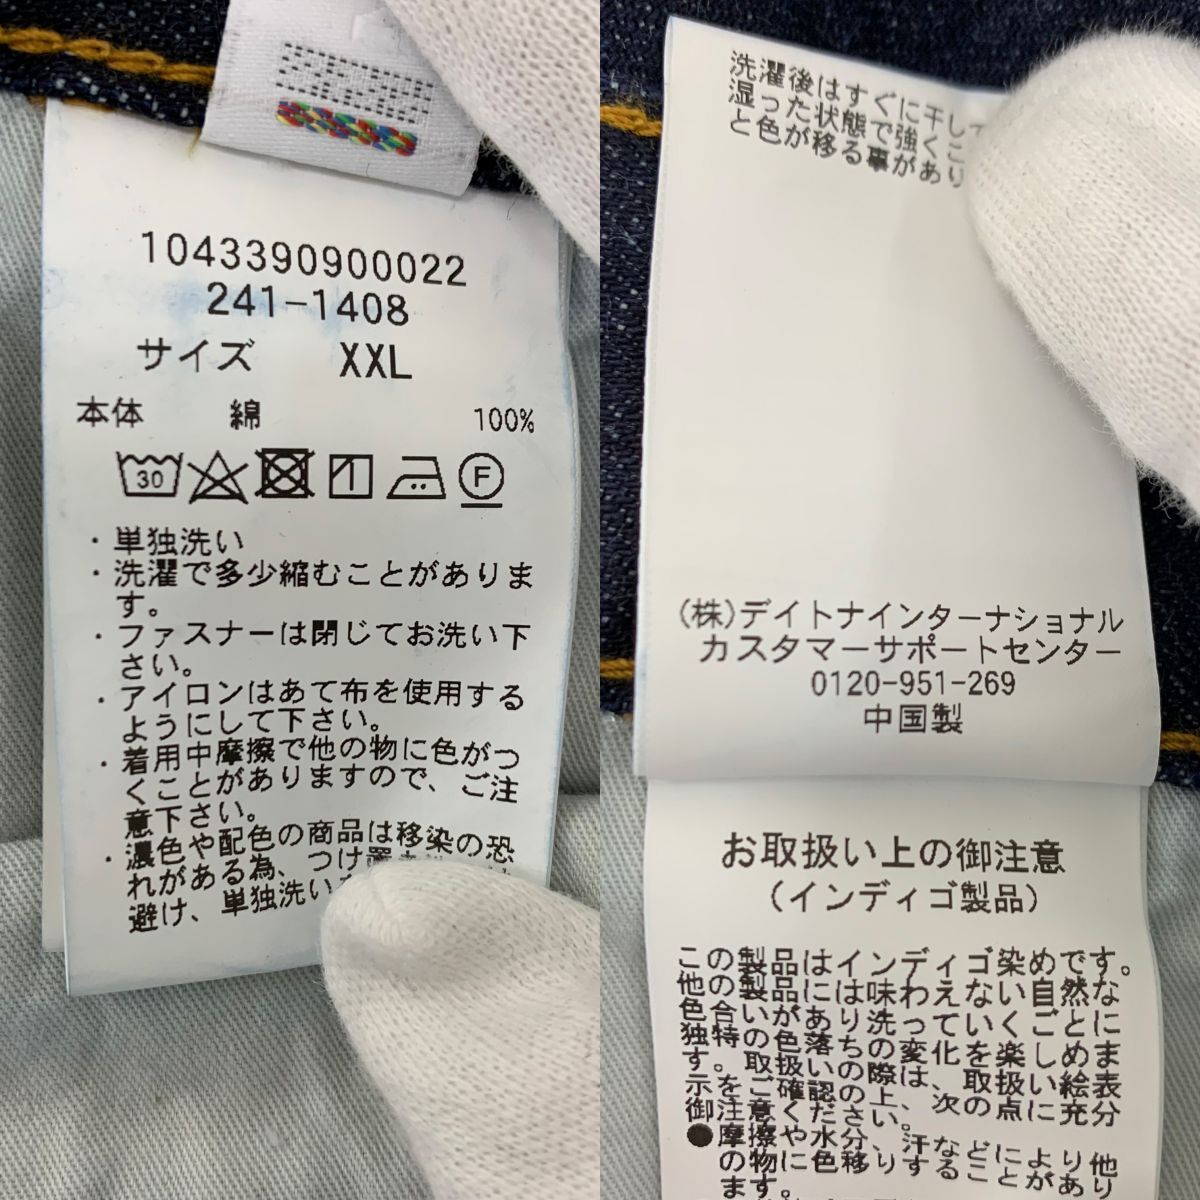 1043390900022
241-1408
サイズ XXL
本体 綿 100%
30
F
・単独洗い
・洗濯で多少縮むことがありま
す。
・ファスナーは閉じてお洗い下
さい。
・アイロンはあて布を使用する
ようにして下さい。
・着用中摩擦で他の物に色がつ
くことがありますので、ご注
意下さい。
・濃色や配色の商品は移染の恐
れがある為、つけ置
避け、単独洗い
洗濯後はすぐに干して
湿った状態で強くこ
と色が移る事があり
(株)デイトナインターナショナル
カスタマーサポートセンター
0120-951-269
中国製
お取扱い上の御注意
(インディゴ製品)
この製品はインディゴ染めです。
他の製品には味わえない自然な
色合いがあり洗っていくごとに
独特の色落ちの変化を楽しめま
す。取扱いの際は、取扱い絵表
示をご確認の上、次の点に充分
御注意ください。
●摩擦や水分、汗などにより他
の物に色移りすることがあり
ます。